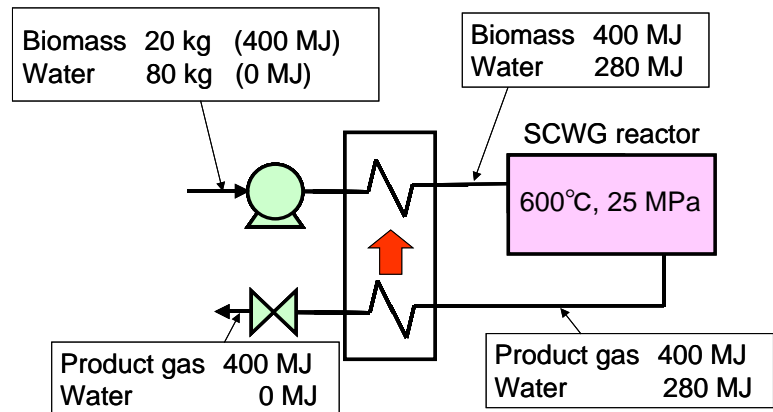 Biomass 20 kg (400 MJ)
Water 80 kg (0 MJ)
Biomass 400 MJ
Water 280 MJ
SCWG reactor
600℃, 25 MPa
Product gas 400 MJ
Water 0 MJ
Product gas 400 MJ
Water 280 MJ